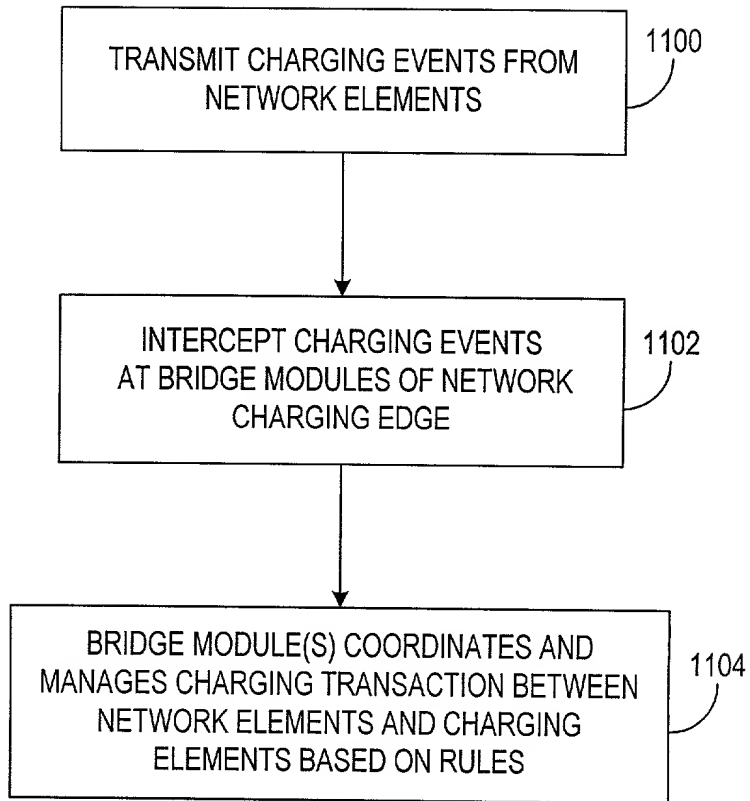 TRANSMIT CHARGING EVENTS FROM
NETWORK ELEMENTS
1100
INTERCEPT CHARGING EVENTS
AT BRIDGE MODULES OF NETWORK
CHARGING EDGE
1102
BRIDGE MODULE(S) COORDINATES AND
MANAGES CHARGING TRANSACTION BETWEEN
NETWORK ELEMENTS AND CHARGING
ELEMENTS BASED ON RULES
1104